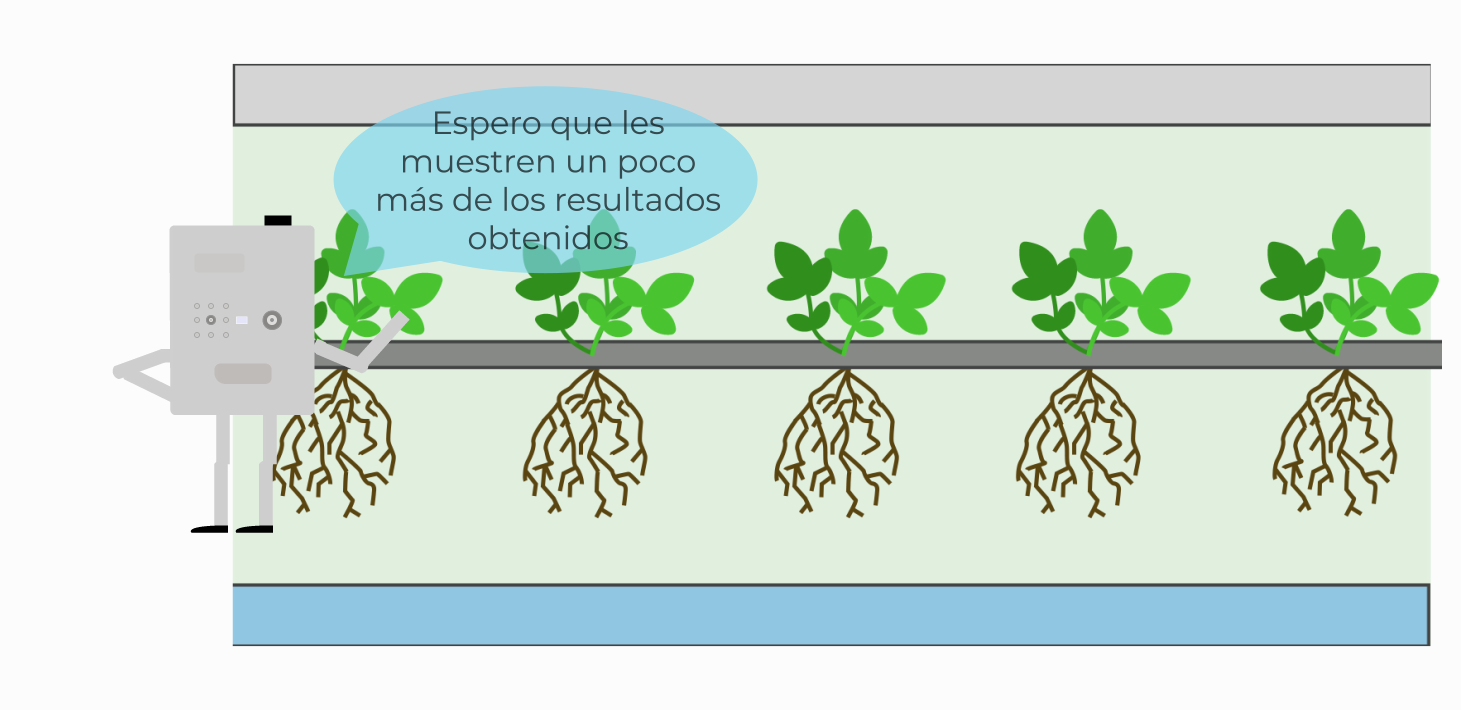 Espero que les
muestren un poco
más de los resultados
obtenidos